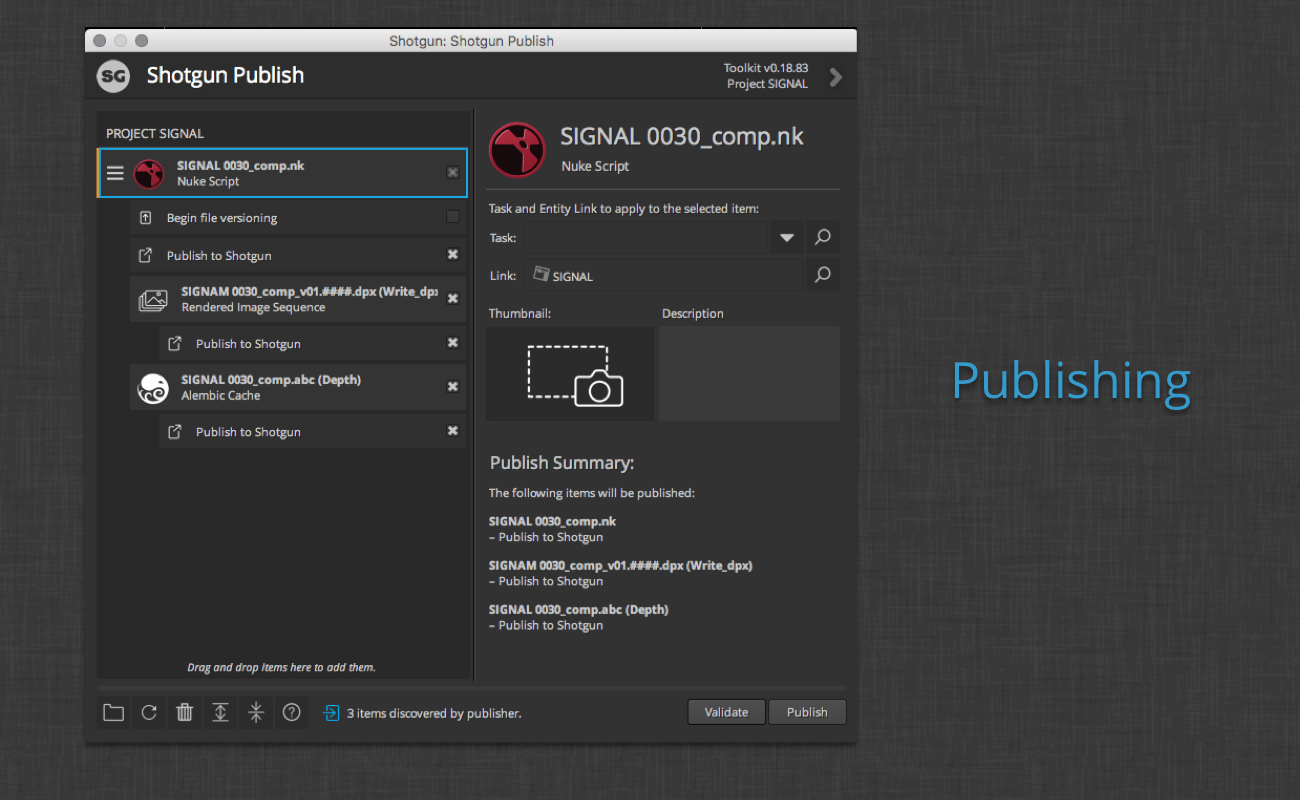 Shotgun: Shotgun Publish
SG
Shotgun Publish
Toolkit v0.18.83
Project SIGNAL
PROJECT SIGNAL
SIGNAL 0030_comp.nk
Nuke Script
Begin file versioning
Publish to Shotgun
SIGNAM 0030_comp_v01.####.dpx (Write_dpx
Rendered Image Sequence
Publish to Shotgun
SIGNAL 0030_comp.abc (Depth)
Alembic Cache
Publish to Shotgun
Drag and drop items here to add them.
SIGNAL 0030_comp.nk
Nuke Script
Task and Entity Link to apply to the selected item:
Task:
Link: SIGNAL
Thumbnail: Description
Publish Summary:
The following items will be published:
SIGNAL 0030_comp.nk
– Publish to Shotgun
SIGNAM 0030_comp_v01.####.dpx (Write_dpx)
– Publish to Shotgun
SIGNAL 0030_comp.abc (Depth)
– Publish to Shotgun
3 items discovered by publisher.
Validate Publish
Publishing